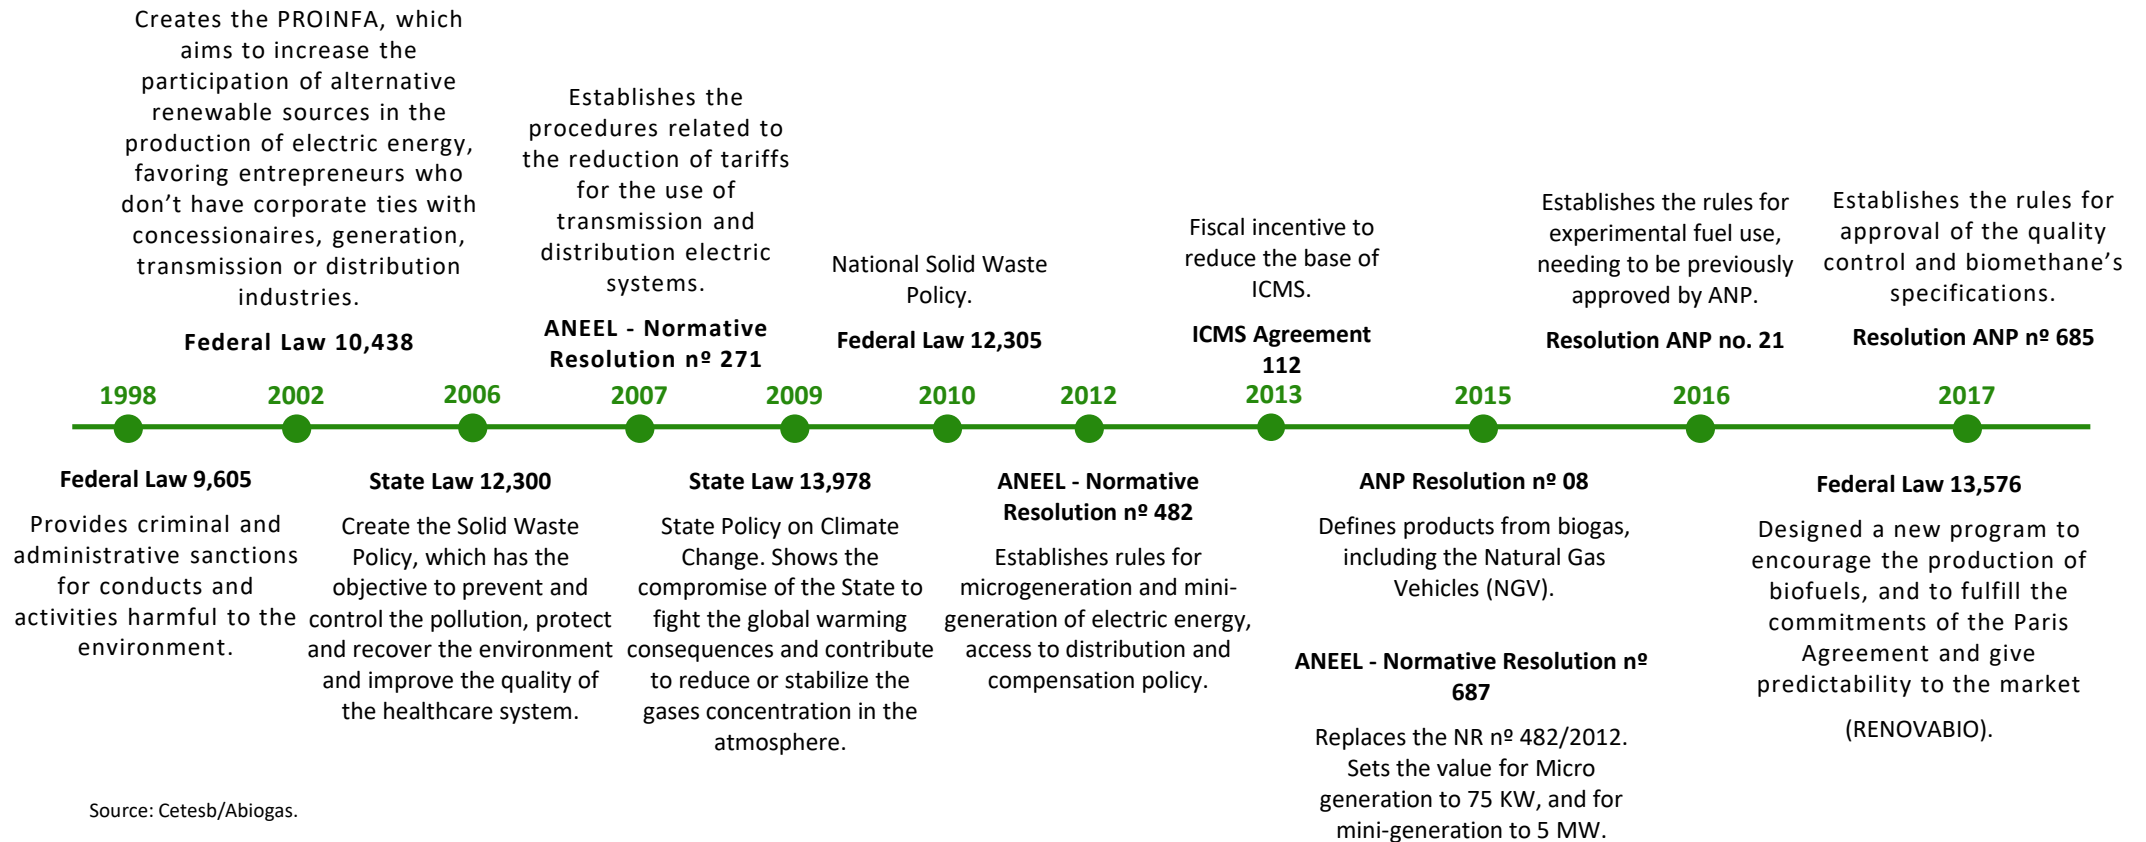 Creates the PROINFA, which
aims to increase the
participation of alternative
renewable sources in the
production of electric energy,
favoring entrepreneurs who
don’t have corporate ties with
concessionaires, generation,
transmission or distribution
industries.
Federal Law 10,438
Establishes the
procedures related to
the reduction of tariffs
for the use of
transmission and
distribution electric
systems.
ANEEL - Normative
Resolution nº 271
National Solid Waste
Policy.
Federal Law 12,305
Fiscal incentive to
reduce the base of
ICMS.
ICMS Agreement
112
Establishes the rules for
experimental fuel use,
needing to be previously
approved by ANP.
Resolution ANP no. 21
Establishes the rules for
approval of the quality
control and biomethane’s
specifications.
Resolution ANP nº 685
1998
2002
2006
2007
2009
2010
2012
2013
2015
2016
2017
Federal Law 9,605
Provides criminal and
administrative sanctions
for conducts and
activities harmful to the
environment.
State Law 12,300
Create the Solid Waste
Policy, which has the
objective to prevent and
control the pollution, protect
and recover the environment
and improve the quality of
the healthcare system.
State Law 13,978
State Policy on Climate
Change. Shows the
compromise of the State to
fight the global warming
consequences and contribute
to reduce or stabilize the
gases concentration in the
atmosphere.
ANEEL - Normative
Resolution nº 482
Establishes rules for
microgeneration and mini-
generation of electric energy,
access to distribution and
compensation policy.
ANP Resolution nº 08
Defines products from biogas,
including the Natural Gas
Vehicles (NGV).
ANEEL - Normative Resolution nº
687
Replaces the NR nº 482/2012.
Sets the value for Micro
generation to 75 KW, and for
mini-generation to 5 MW.
Federal Law 13,576
Designed a new program to
encourage the production of
biofuels, and to fulfill the
commitments of the Paris
Agreement and give
predictability to the market
(RENOVABIO).
Source: Cetesb/Abiogas.